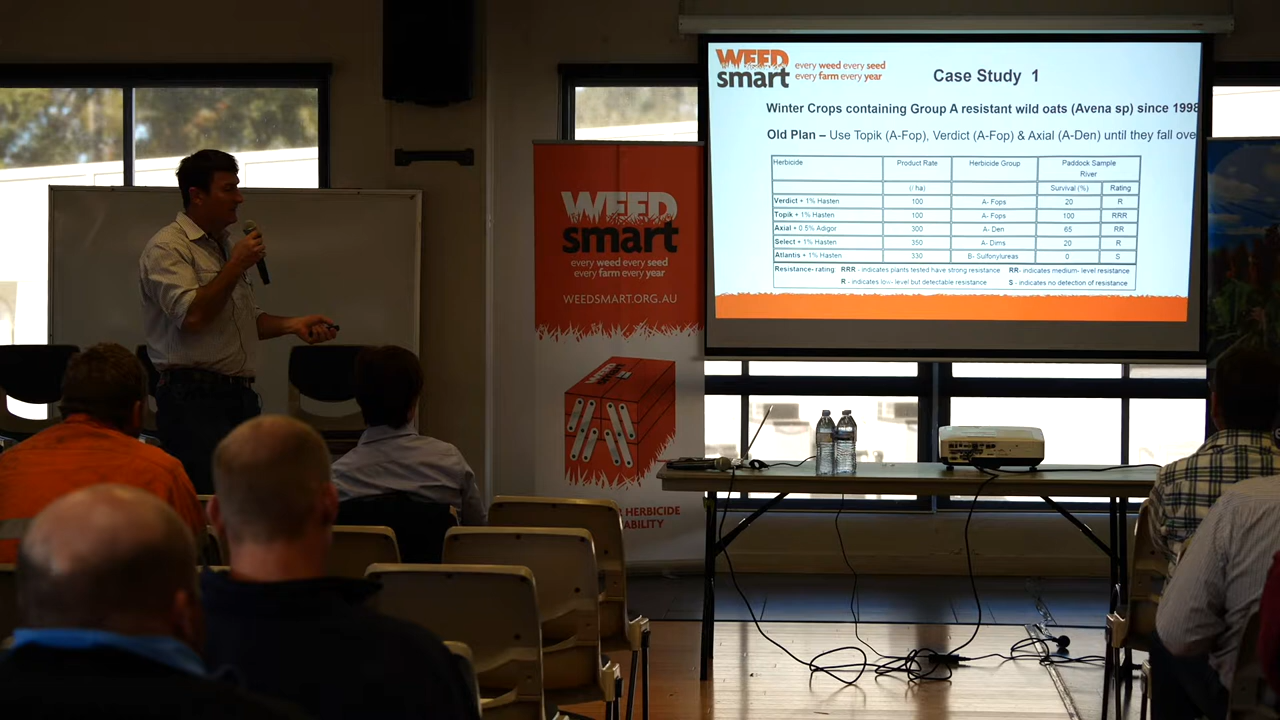 WEED
smart
every weed every seed
every farm every year
Case Study 1
Winter Crops containing Group A resistant wild oats (Avena sp) since 1998
Old Plan – Use Topik (A-Fop), Verdict (A-Fop) & Axial (A-Den) until they fall ove
Herbicide Product Rate Herbicide Group Paddock Sample
River
(/ ha) Survival (%) Rating
Verdict + 1% Hasten 100 A- Fops 20 R
Topik + 1% Hasten 100 A- Fops 100 RRR
Axial + 0.5% Adigor 300 A- Den 65 RR
Select + 1% Hasten 350 A- Dims 20 R
Atlantis + 1% Hasten 330 B- Sulfonylureas 0 S
Resistance- rating RRR - indicates plants tested have strong resistance RR- indicates medium- level resistance
R - indicates low- level but detectable resistance S - indicates no detection of resistance
WEED
smart
every weed every seed
every farm every year
WEEDSMART.ORG.AU
HERBICIDE
ABILITY